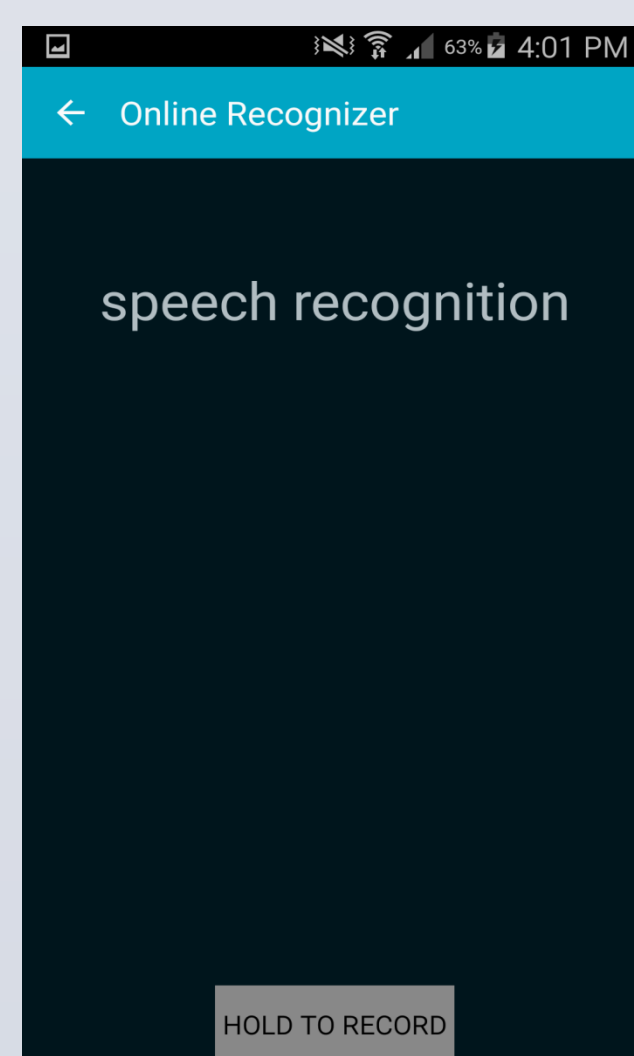 63% 4:01 PM
Online Recognizer
speech recognition
HOLD TO RECORD